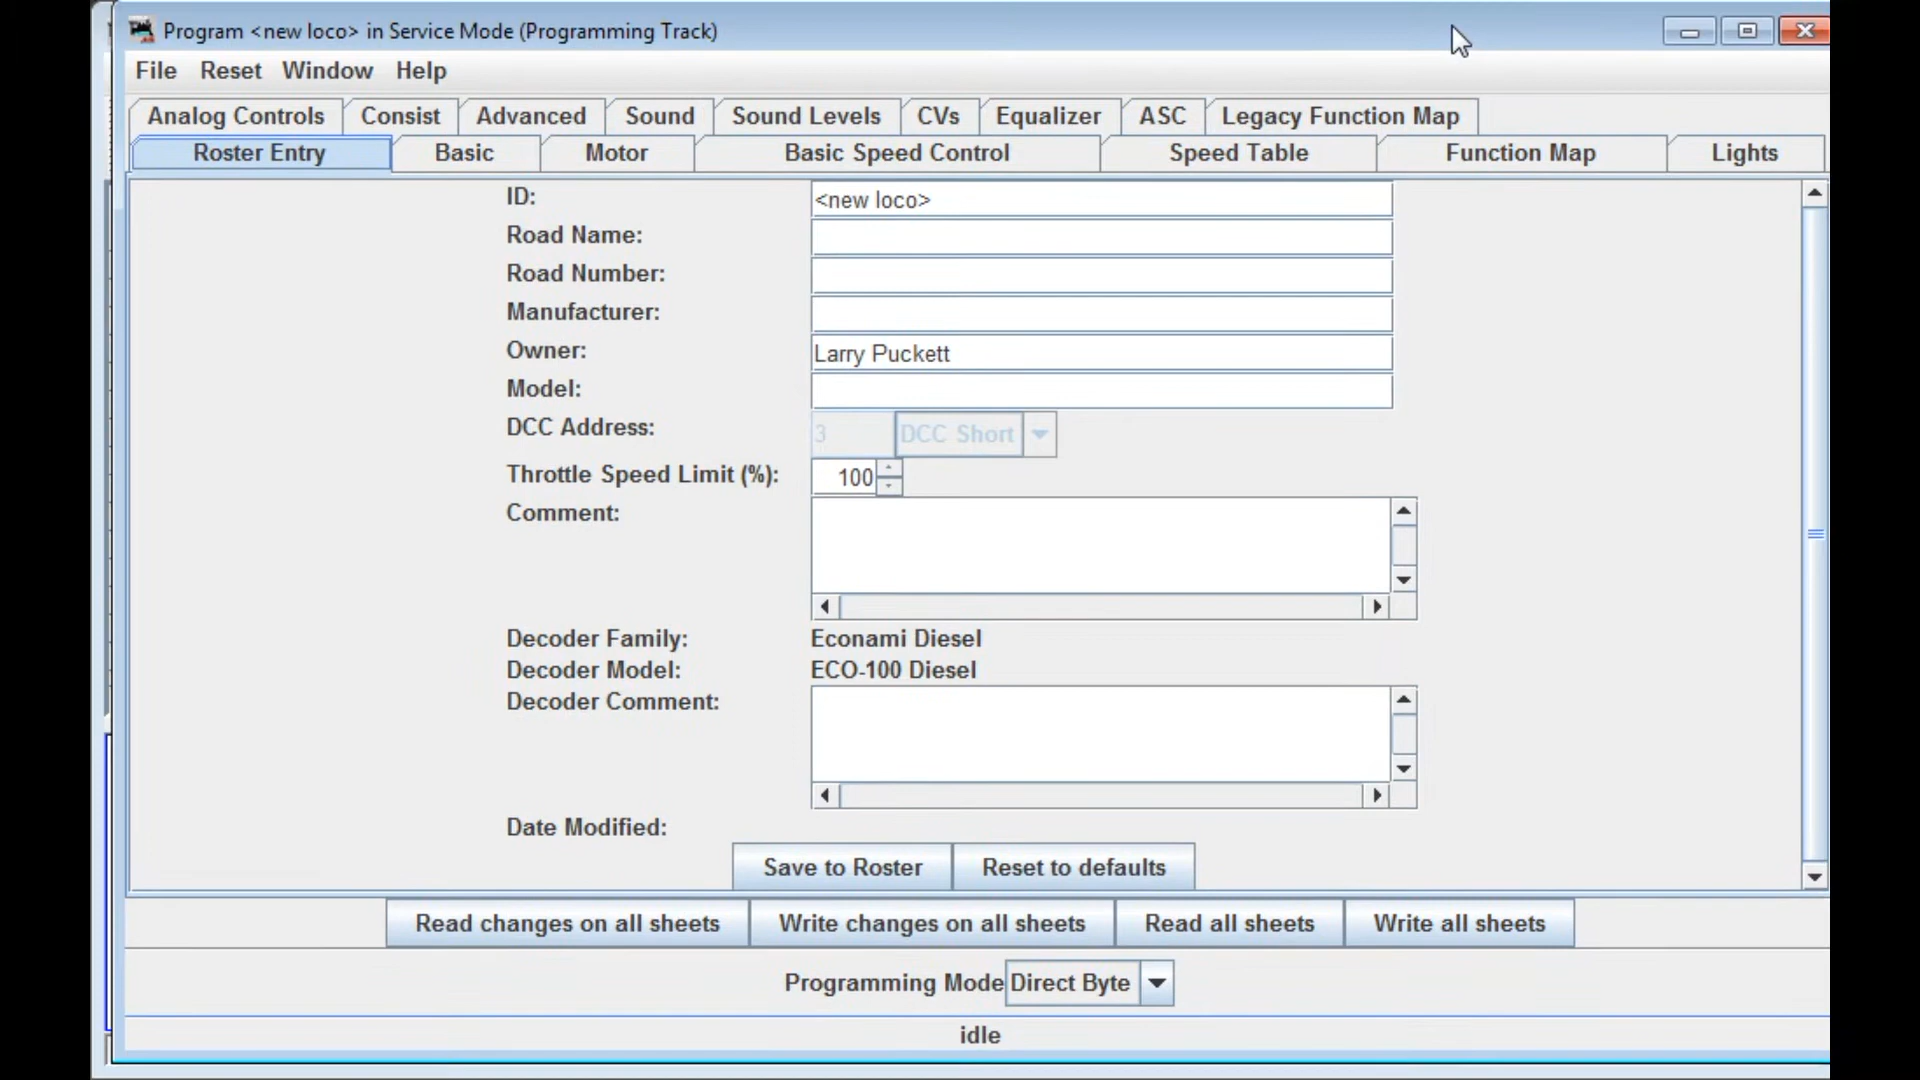 Program <new loco> in Service Mode (Programming Track)
File Reset Window Help
Analog Controls Consist Advanced Sound Sound Levels CVs Equalizer ASC Legacy Function Map
Roster Entry Basic Motor Basic Speed Control Speed Table Function Map Lights
ID: <new loco>
Road Name:
Road Number:
Manufacturer:
Owner: Larry Puckett
Model:
DCC Address: 3 DCC Short
Throttle Speed Limit (%): 100
Comment:
Decoder Family: Econami Diesel
Decoder Model: ECO-100 Diesel
Decoder Comment:
Date Modified:
Save to Roster Reset to defaults
Read changes on all sheets Write changes on all sheets Read all sheets Write all sheets
Programming Mode Direct Byte
idle